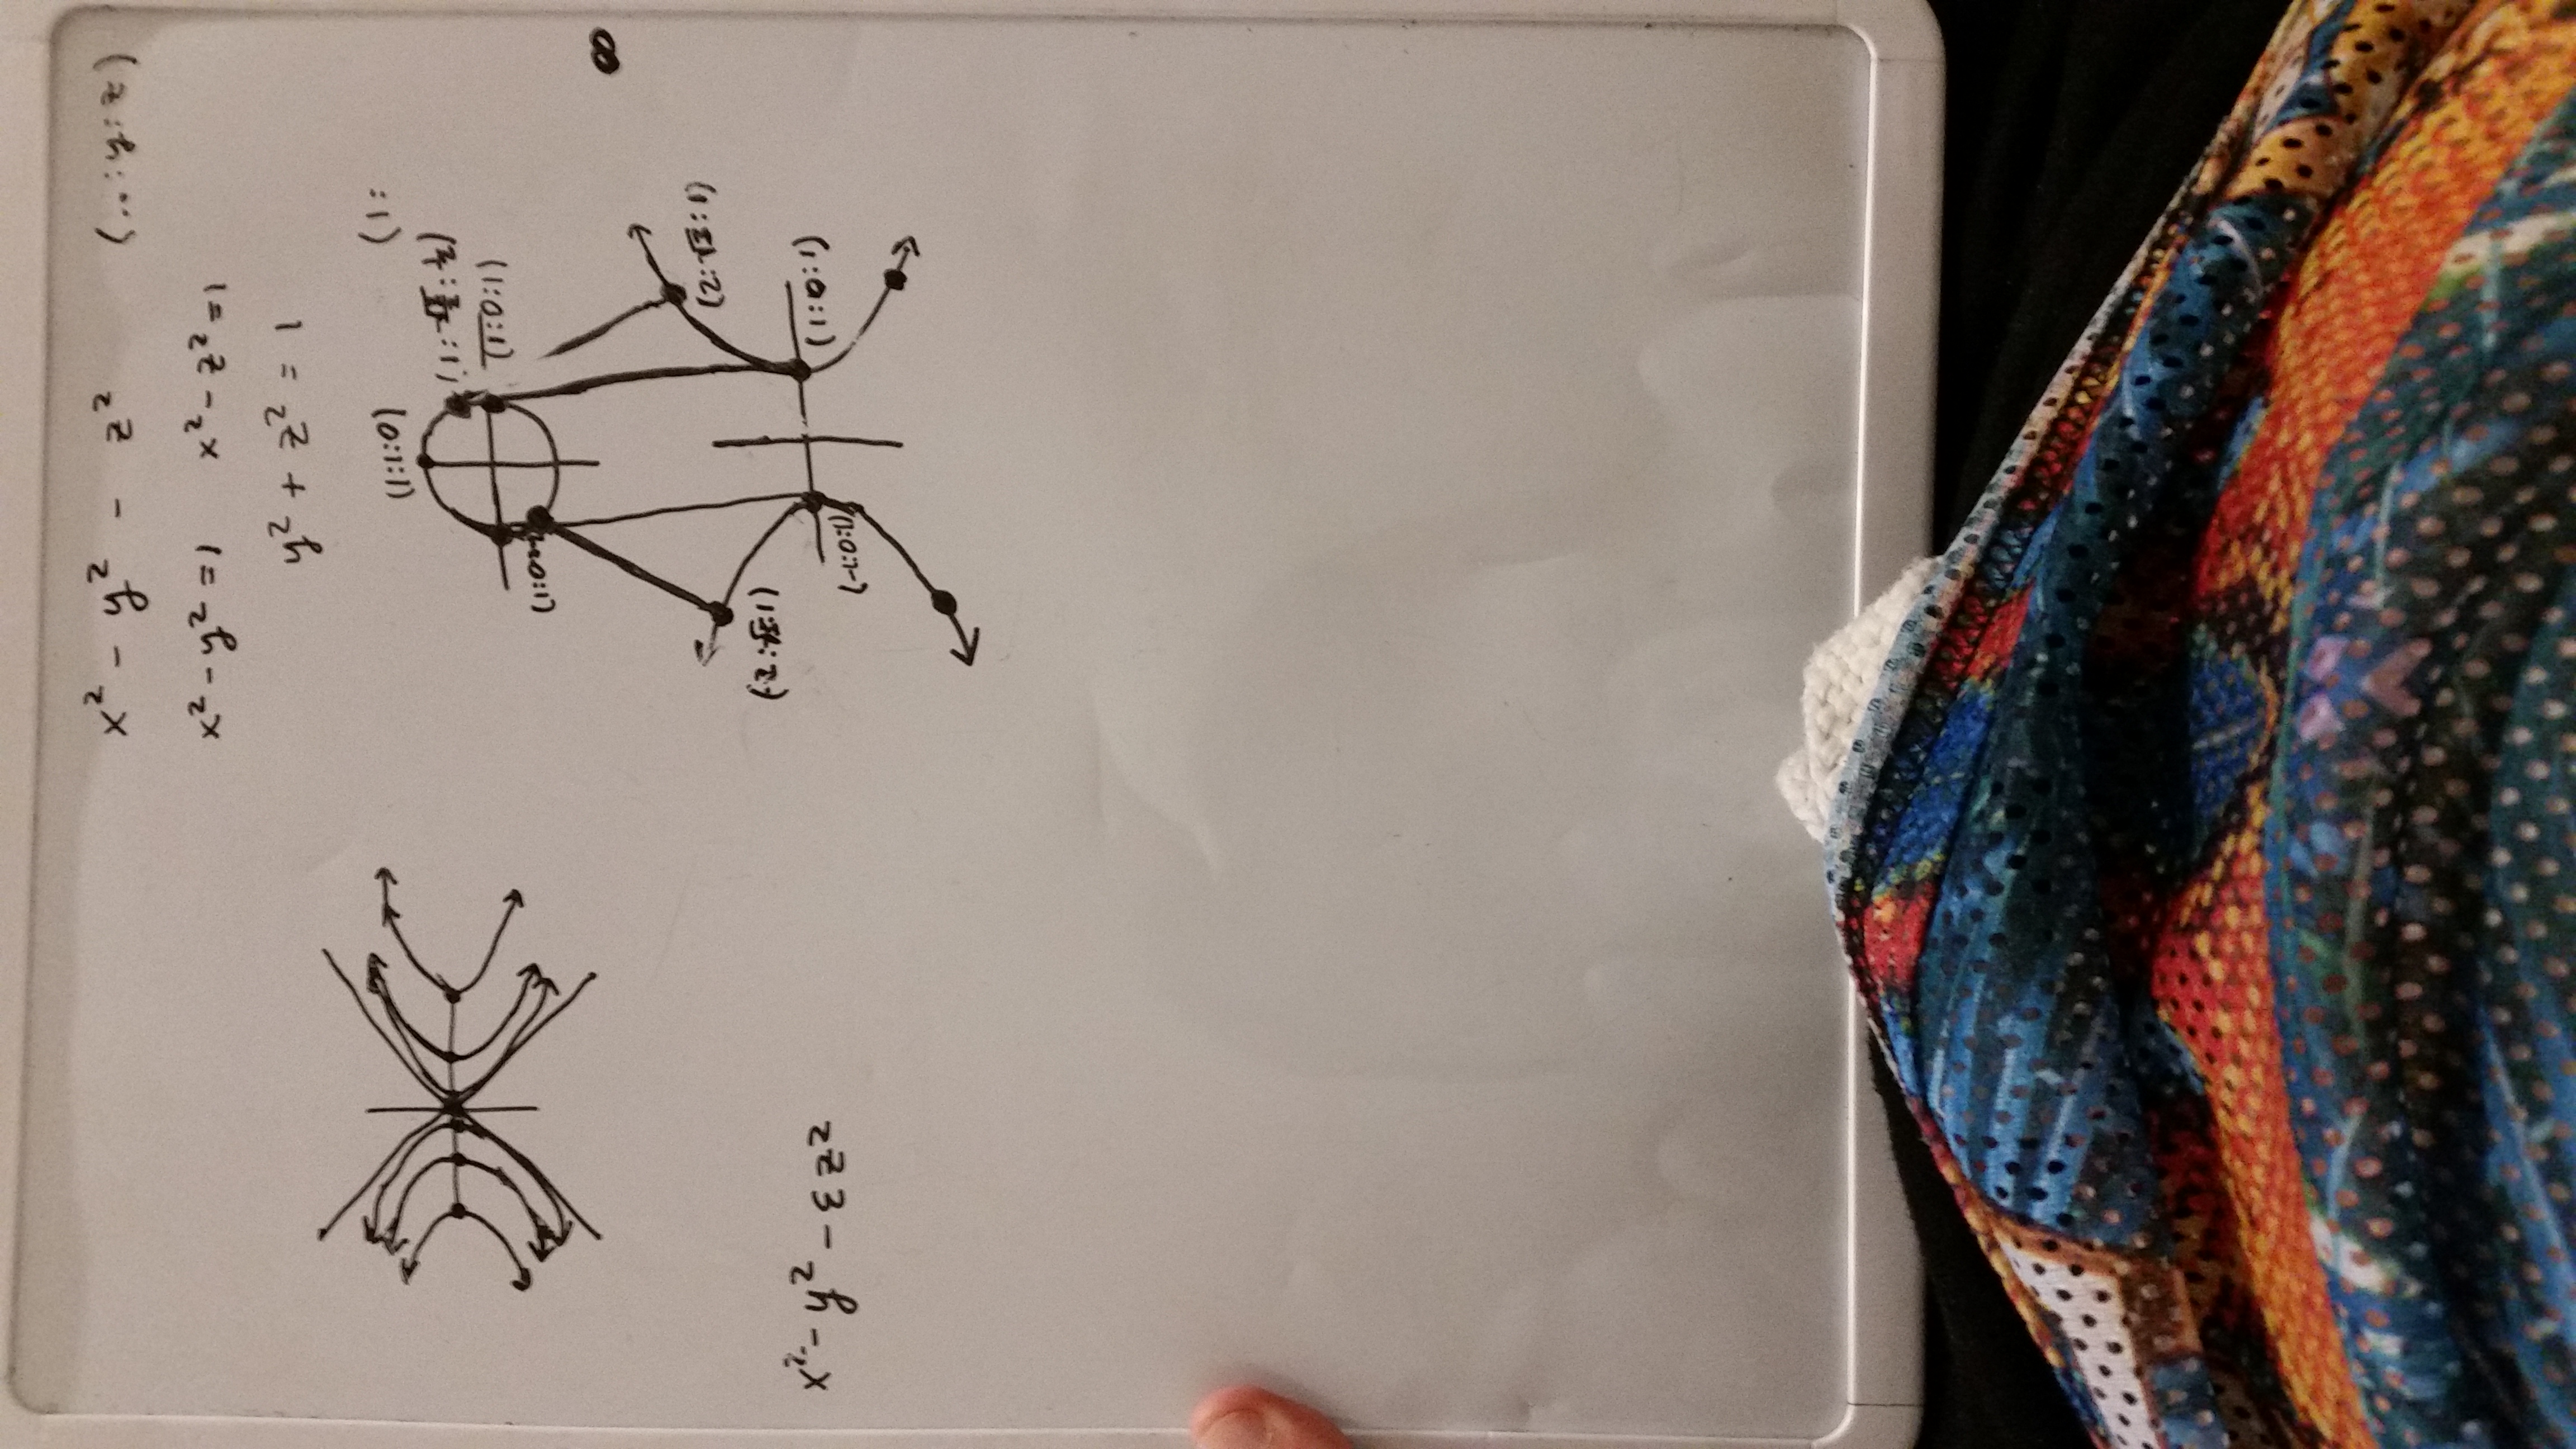 x² - y² - z² (..:y:z)
x² - y² = 1 x² - z² = 1
y² + z² = 1
(1:
(1:1:0)
(1:0:1)
∞
(2:√3:1)
x² - y² - εz²
(1:0:1)
(-1:0:1)